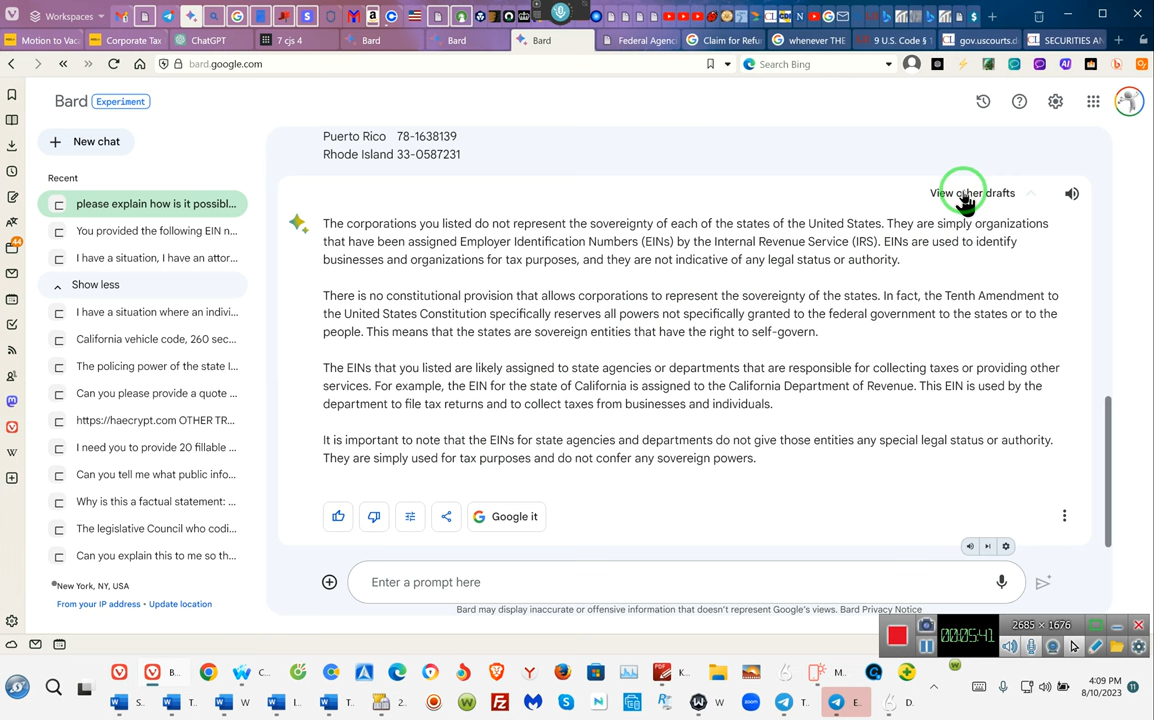 Workspaces
Motion to Vac
Corporate Tax
ChatGPT
7 cjs 4
Bard
Bard
Bard
Federal Agenc
Claim for Refu
whenever THE
9 U.S. Code §
gov.uscourts.d
SECURITIES AN
bard.google.com
Search Bing
Bard Experiment
New chat
Recent
please explain how is it possibl...
You provided the following EIN n...
I have a situation, I have an attor...
Show less
I have a situation where an indivi...
California vehicle code, 260 sec...
The policing power of the state I...
Can you please provide a quote ...
https://haecrypt.com OTHER TR...
I need you to provide 20 fillable ...
Can you tell me what public info...
Why is this a factual statement: ...
The legislative Council who codi...
Can you explain this to me so th...
New York, NY, USA
From your IP address • Update location
Puerto Rico 78-1638139
Rhode Island 33-0587231
View other drafts
The corporations you listed do not represent the sovereignty of each of the states of the United States. They are simply organizations
that have been assigned Employer Identification Numbers (EINs) by the Internal Revenue Service (IRS). EINs are used to identify
businesses and organizations for tax purposes, and they are not indicative of any legal status or authority.
There is no constitutional provision that allows corporations to represent the sovereignty of the states. In fact, the Tenth Amendment to
the United States Constitution specifically reserves all powers not specifically granted to the federal government to the states or to the
people. This means that the states are sovereign entities that have the right to self-govern.
The EINs that you listed are likely assigned to state agencies or departments that are responsible for collecting taxes or providing other
services. For example, the EIN for the state of California is assigned to the California Department of Revenue. This EIN is used by the
department to file tax returns and to collect taxes from businesses and individuals.
It is important to note that the EINs for state agencies and departments do not give those entities any special legal status or authority.
They are simply used for tax purposes and do not confer any sovereign powers.
Google it
Enter a prompt here
Bard may display inaccurate or offensive information that doesn't represent Google's views. Bard Privacy Notice
2685 × 1676
00:05:41
4:09 PM
8/10/2023